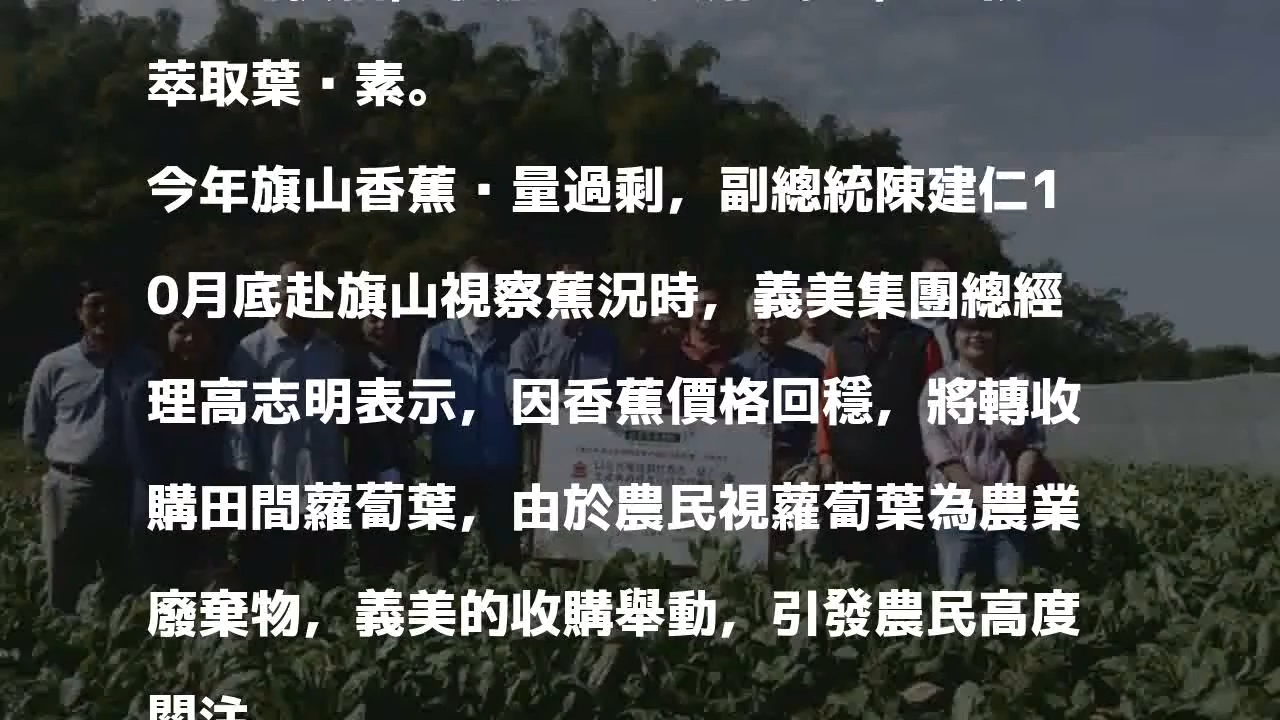 萃取葉·素。
今年旗山香蕉·量過剩，副總統陳建仁1
0月底赴旗山視察蕉況時，義美集團總經
理高志明表示，因香蕉價格回穩，將轉收
購田間蘿蔔葉，由於農民視蘿蔔葉為農業
廢棄物，義美的收購舉動，引發農民高度
關注